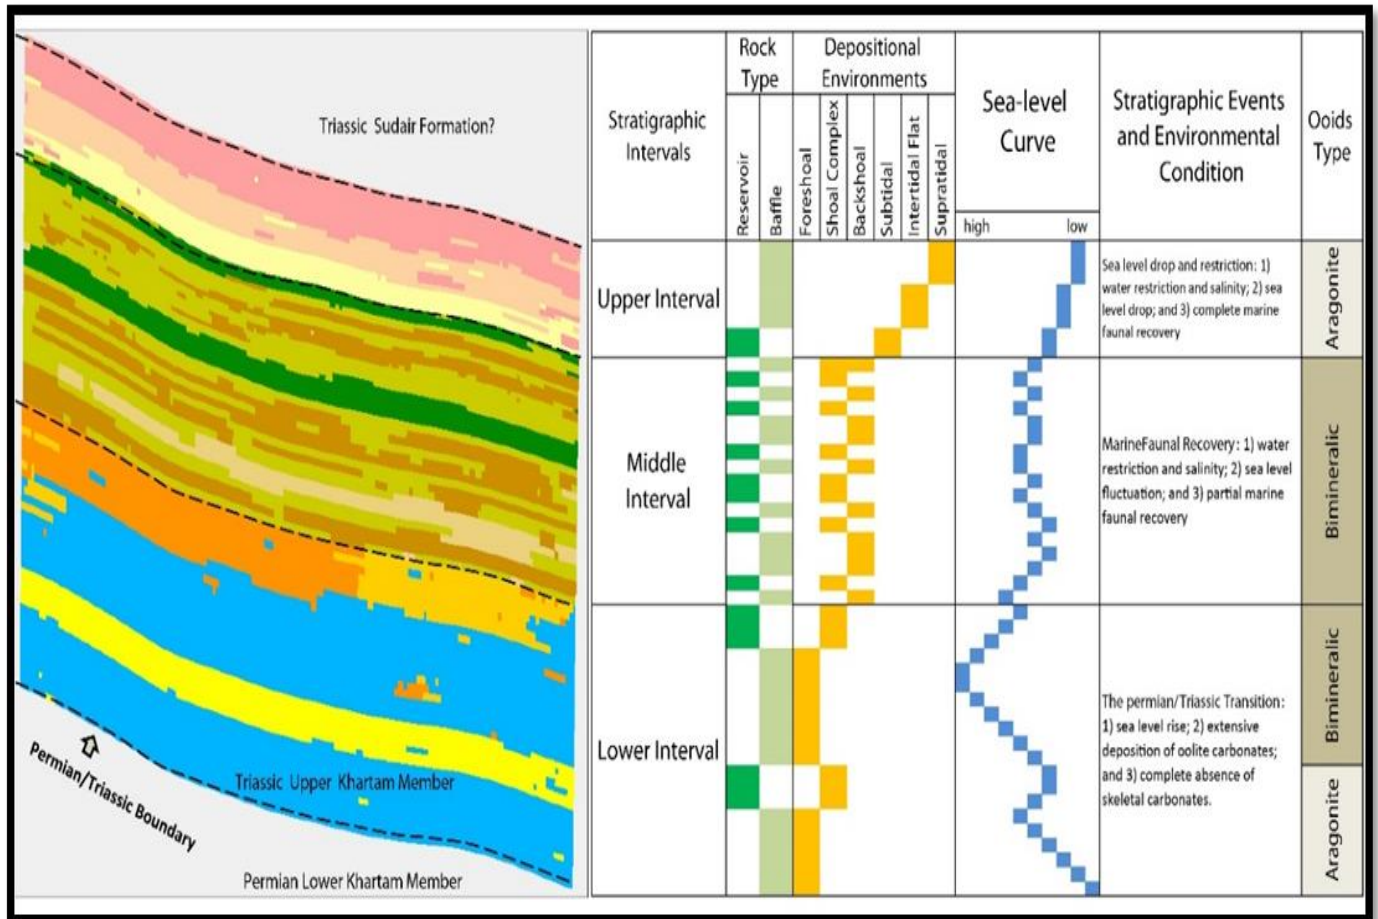 Triassic Sudair Formation?
Permian/Triassic Boundary
Triassic Upper Khartam Member
Permian Lower Khartam Member
Stratigraphic
Intervals
Rock
Type
Reservoir
Baffle
Depositional
Environments
Foreshoal
Shoal Complex
Backshoal
Subtidal
Intertidal Flat
Supratidal
Sea-level
Curve
high
low
Stratigraphic Events
and Environmental
Condition
Ooids
Type
Upper Interval
Sea level drop and restriction: 1)
water restriction and salinity; 2) sea
level drop; and 3) complete marine
faunal recovery
Aragonite
Middle
Interval
MarineFaunal Recovery: 1) water
restriction and salinity; 2) sea level
fluctuation; and 3) partial marine
faunal recovery
Bimineralic
Lower Interval
The permian/Triassic Transition:
1) sea level rise; 2) extensive
deposition of oolite carbonates;
and 3) complete absence of
skeletal carbonates.
Bimineralic
Aragonite